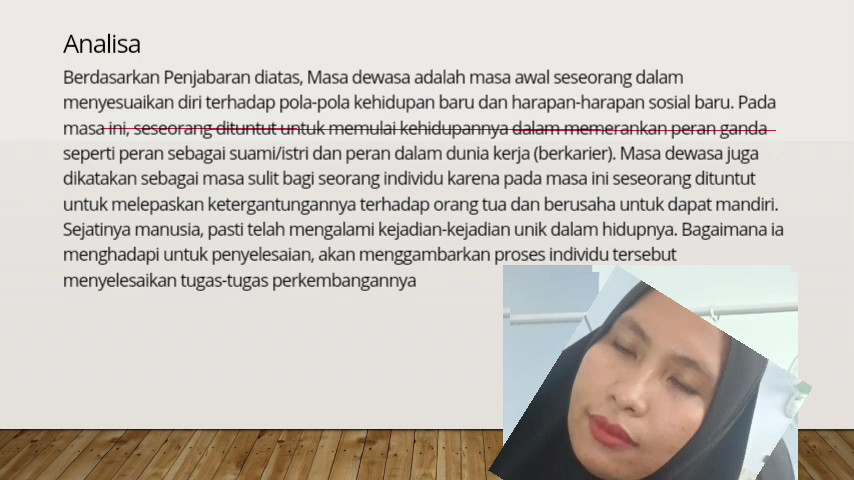 Analisa
Berdasarkan Penjabaran diatas, Masa dewasa adalah masa awal seseorang dalam
menyesuaikan diri terhadap pola-pola kehidupan baru dan harapan-harapan sosial baru. Pada
masa ini, seseorang dituntut untuk memulai kehidupannya dalam memerankan peran ganda
seperti peran sebagai suami/istri dan peran dalam dunia kerja (berkarier). Masa dewasa juga
dikatakan sebagai masa sulit bagi seorang individu karena pada masa ini seseorang dituntut
untuk melepaskan ketergantungannya terhadap orang tua dan berusaha untuk dapat mandiri.
Sejatinya manusia, pasti telah mengalami kejadian-kejadian unik dalam hidupnya. Bagaimana ia
menghadapi untuk penyelesaian, akan menggambarkan proses individu tersebut
menyelesaikan tugas-tugas perkembangannya